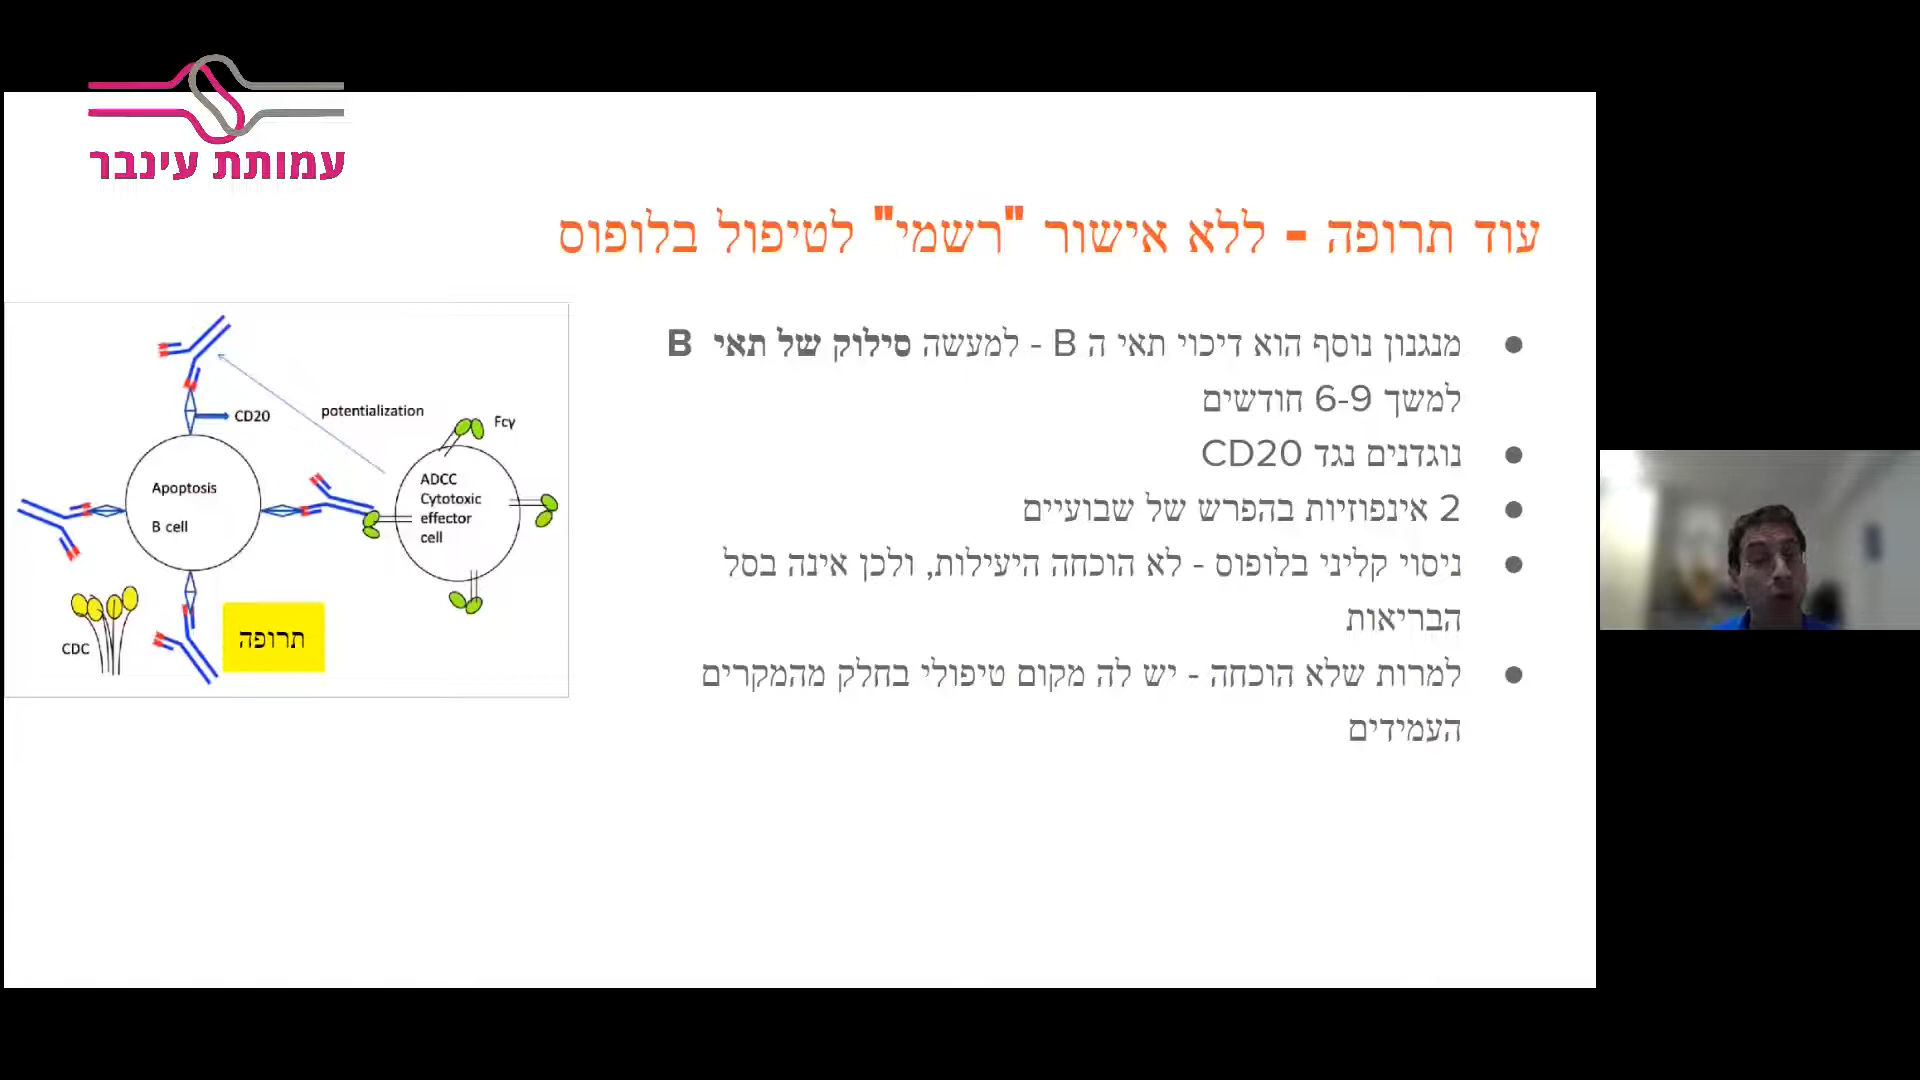 עמותת עינבר
עוד תרופה - ללא אישור "רשמי" לטיפול בלופוס
● מנגנון נוסף הוא דיכוי תאי ה B - למעשה סילוק של תאי B
למשך 6-9 חודשים
● נוגדנים נגד CD20
● 2 אינפוזיות בהפרש של שבועיים
● ניסוי קליני בלופוס - לא הוכחה היעילות, ולכן אינה בסל
הבריאות
● למרות שלא הוכחה - יש לה מקום טיפולי בחלק מהמקרים
העמידים
CD20
potentialization
Fcγ
Apoptosis
B cell
ADCC
Cytotoxic
effector
cell
CDC
תרופה